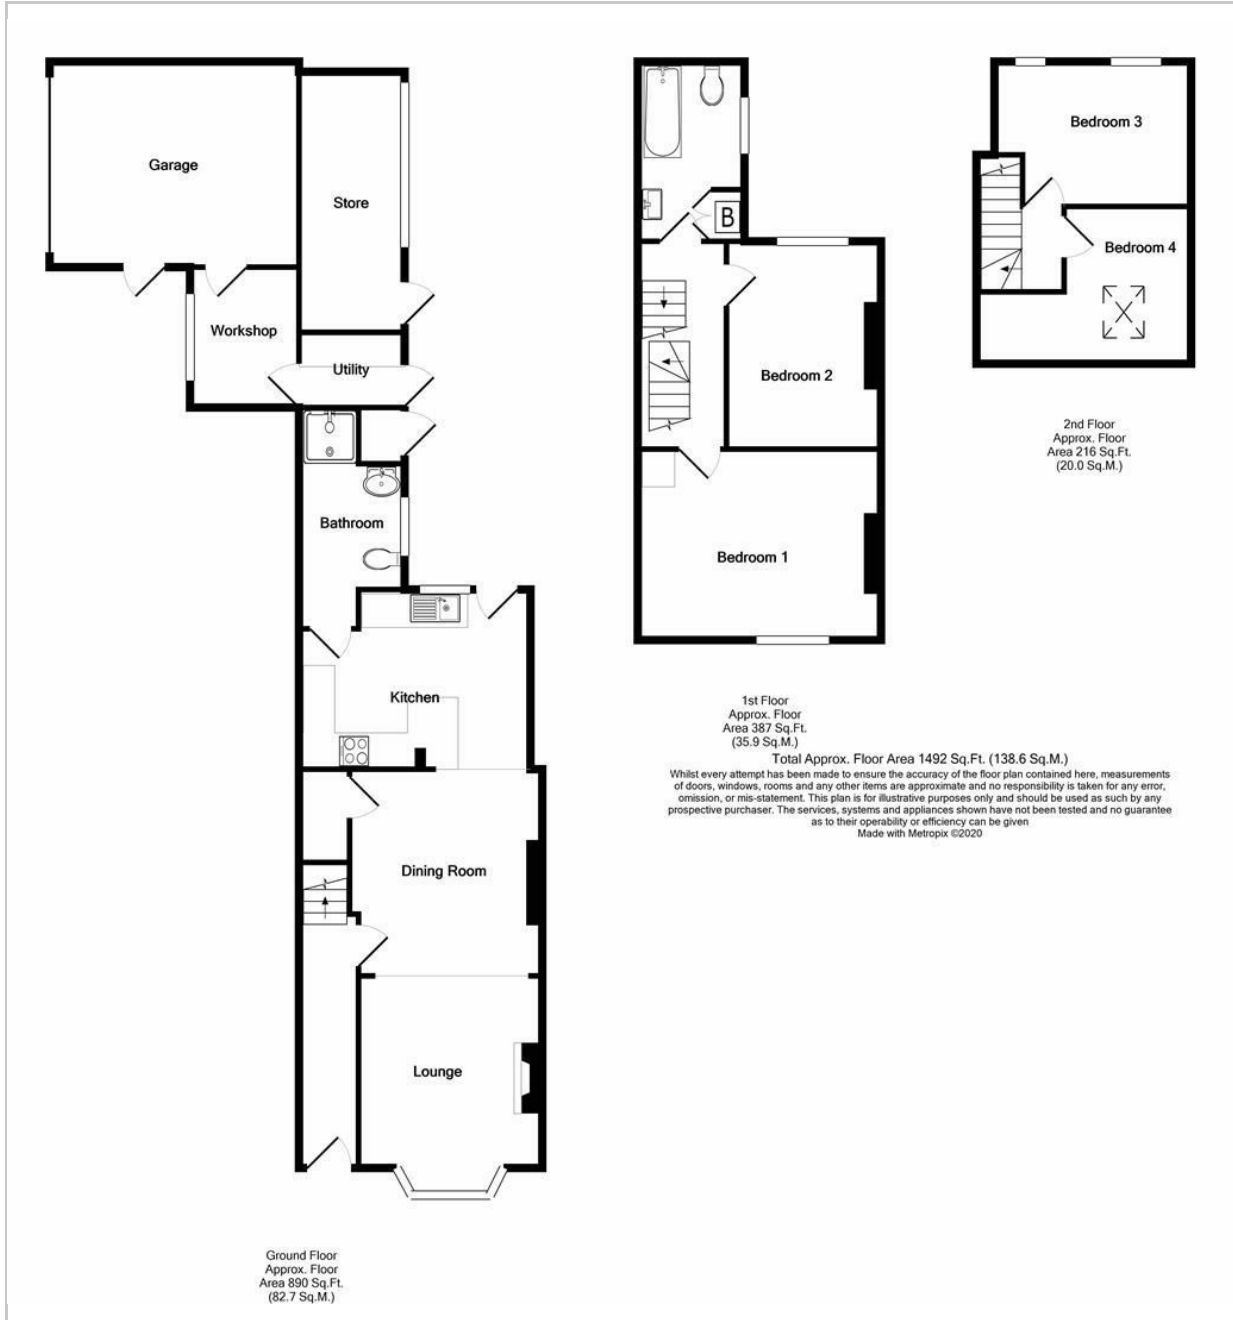 Garage
Store
Workshop
Utility
Bathroom
Kitchen
Dining Room
Lounge
Ground Floor
Approx. Floor
Area 890 Sq.Ft.
(82.7 Sq.M.)
B
Bedroom 2
Bedroom 1
1st Floor
Approx. Floor
Area 387 Sq.Ft.
(35.9 Sq.M.)
Bedroom 3
Bedroom 4
2nd Floor
Approx. Floor
Area 216 Sq.Ft.
(20.0 Sq.M.)
Total Approx. Floor Area 1492 Sq.Ft. (138.6 Sq.M.)
Whilst every attempt has been made to ensure the accuracy of the floor plan contained here, measurements
of doors, windows, rooms and any other items are approximate and no responsibility is taken for any error,
omission, or mis-statement. This plan is for illustrative purposes only and should be used as such by any
prospective purchaser. The services, systems and appliances shown have not been tested and no guarantee
as to their operability or efficiency can be given
Made with Metropix ©2020